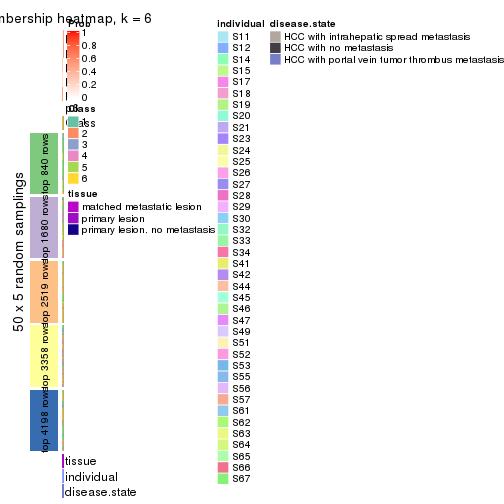 mbership heatmap, k = 6
Prob
1
0.8
0.6
0.4
0.2
0
Class
1
2
3
4
5
6
tissue
matched metastatic lesion
primary lesion
primary lesion, no metastasis
individual
S11
S12
S14
S15
S17
S18
S19
S20
S21
S23
S24
S25
S26
S27
S28
S29
S30
S32
S33
S34
S41
S42
S44
S45
S46
S47
S49
S51
S52
S53
S55
S56
S57
S61
S62
S63
S64
S65
S66
S67
disease.state
HCC with intrahepatic spread metastasis
HCC with no metastasis
HCC with portal vein tumor thrombus metastasis
50 x 5 random samplings
top 840 rows
top 1680 rows
top 2519 rows
top 3358 rows
top 4198 rows
tissue
individual
disease.state